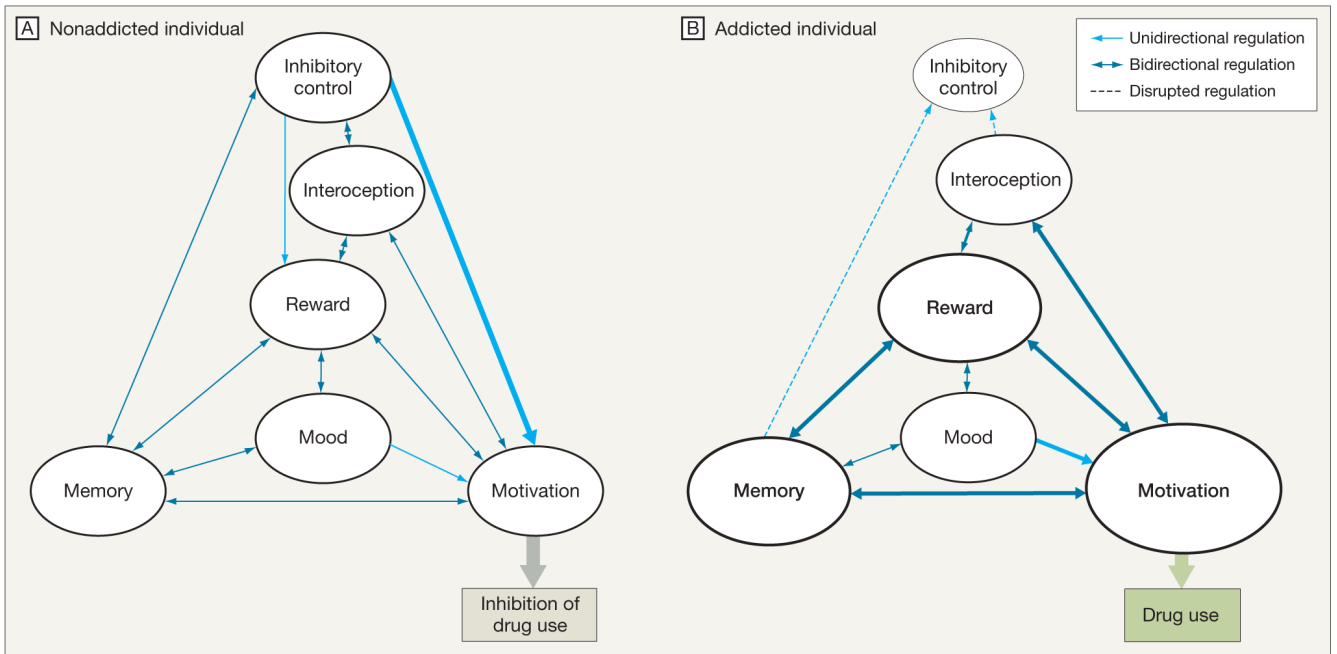 A Nonaddicted individual
Inhibitory
control
Interoception
Reward
Mood
Memory
Motivation
Inhibition of
drug use
B Addicted individual
Unidirectional regulation
Bidirectional regulation
Disrupted regulation
Inhibitory
control
Interoception
Reward
Mood
Memory
Motivation
Drug use